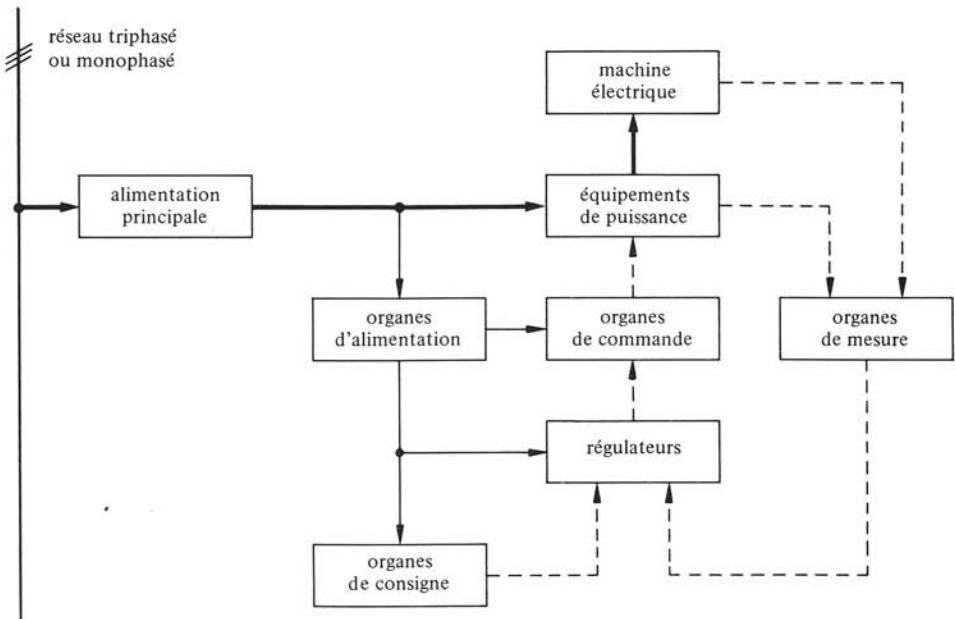 réseau triphasé
ou monophasé
machine
électrique
alimentation
principale
équipements
de puissance
organes
d'alimentation
organes
de commande
organes
de mesure
régulateurs
organes
de consigne